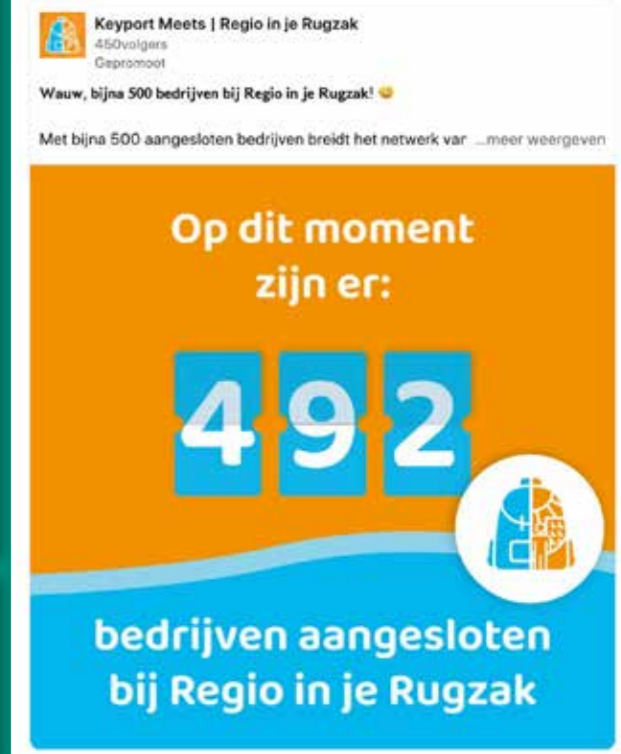 Keyport Meets | Regio in je Rugzak
450volgers
Gepromoot
Wauw, bijna 500 bedrijven bij Regio in je Rugzak! 😄
Met bijna 500 aangesloten bedrijven breidt het netwerk var ...meer weergeven
Op dit moment
zijn er:
492
bedrijven aangesloten
bij Regio in je Rugzak